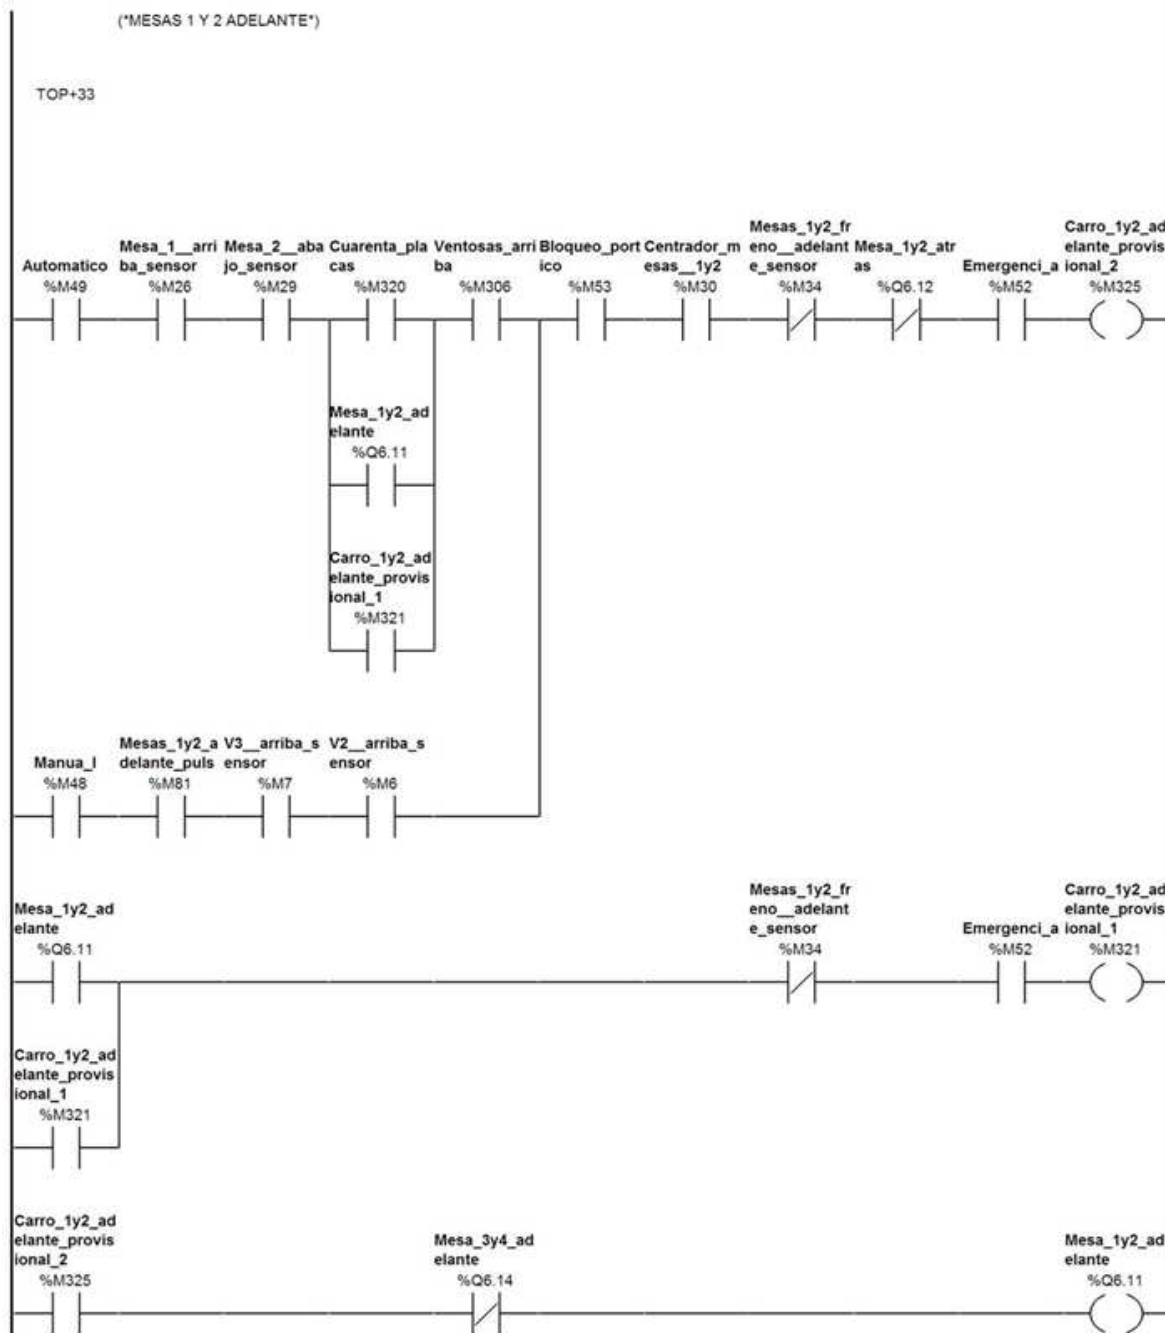 (*MESAS 1 Y 2 ADELANTE*)
TOP+33
Automatico
%M49
Mesa_1__arri
ba_sensor
%M26
Mesa_2__aba
jo_sensor
%M29
Cuarenta_pla
cas
%M320
Ventosas_arri
ba
%M306
Bloqueo_port
ico
%M53
Centrador_m
esas__1y2
%M30
Mesas_1y2_fr
eno__adelant
e_sensor
%M34
Mesa_1y2_atr
as
%Q6.12
Emergenci_a
%M52
Carro_1y2_ad
elante_provis
ional_2
%M325
Mesa_1y2_ad
elante
%Q6.11
Carro_1y2_ad
elante_provis
ional_1
%M321
Manua_l
%M48
Mesas_1y2_a
delante_puls
%M81
V3__arriba_s
ensor
%M7
V2__arriba_s
ensor
%M6
Mesa_1y2_ad
elante
%Q6.11
Mesas_1y2_fr
eno__adelant
e_sensor
%M34
Emergenci_a
%M52
Carro_1y2_ad
elante_provis
ional_1
%M321
Carro_1y2_ad
elante_provis
ional_1
%M321
Carro_1y2_ad
elante_provis
ional_2
%M325
Mesa_3y4_ad
elante
%Q6.14
Mesa_1y2_ad
elante
%Q6.11